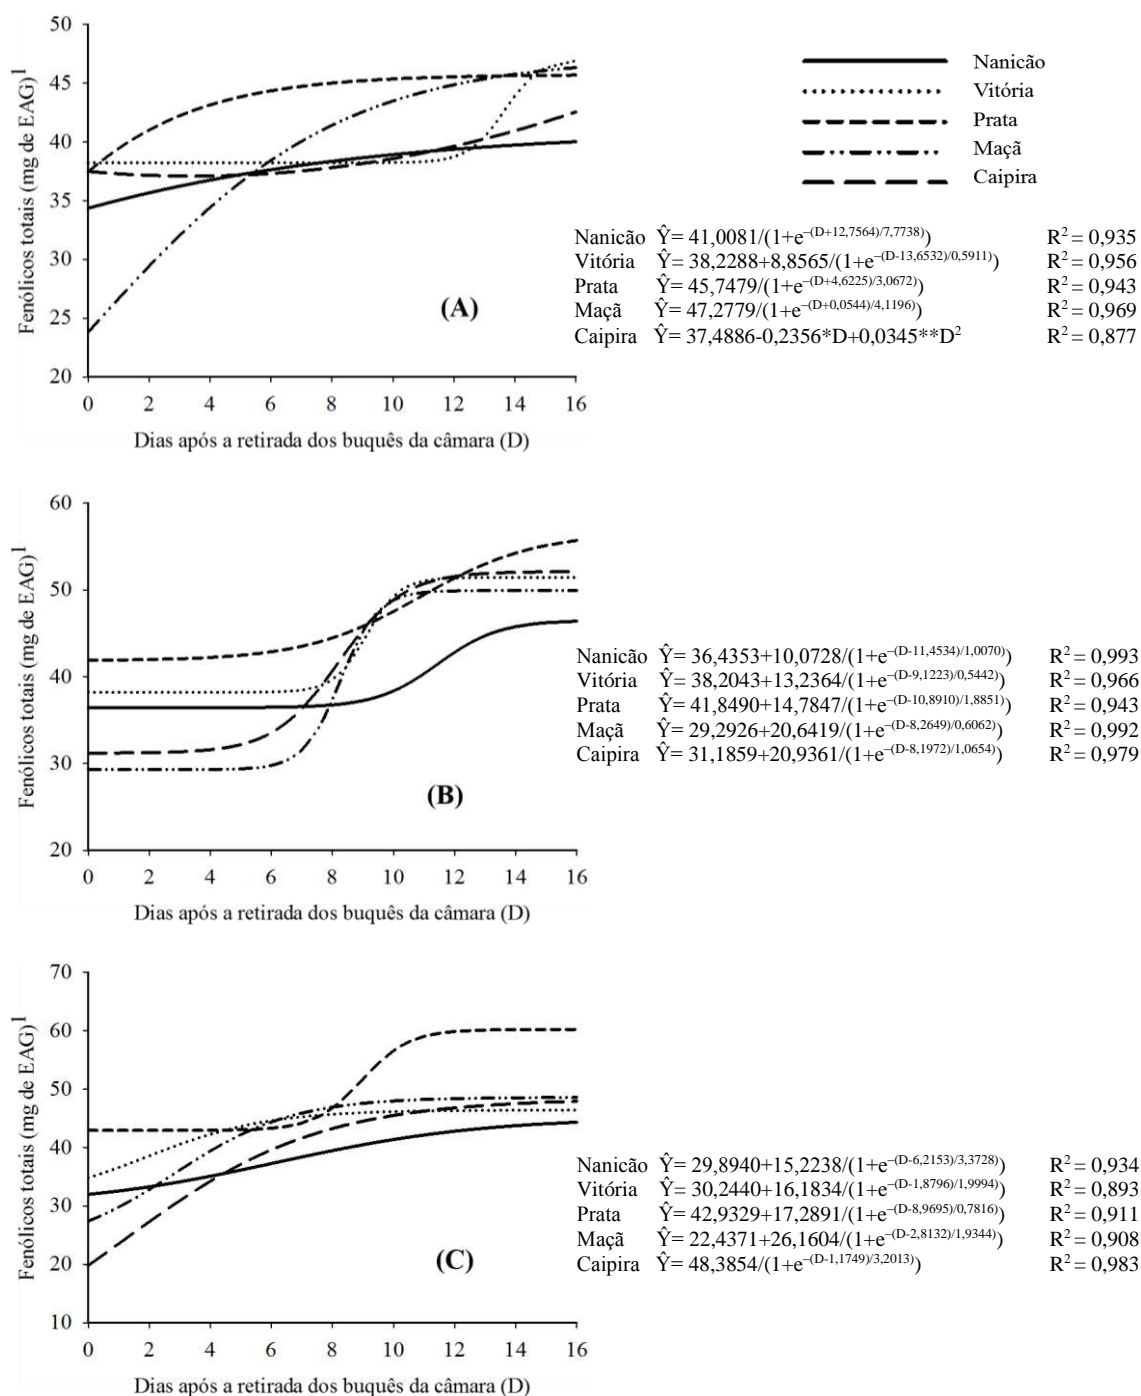 Fenólicos totais (mg de EAG)¹
50
45
40
35
30
25
20
(A)
0 2 4 6 8 10 12 14 16
Dias após a retirada dos buquês da câmara (D)
Nanicão
Vitória
Prata
Maçã
Caipira
Nanicão Ŷ= 41,0081/(1+e^–(D+12,7564)/7,7738) R² = 0,935
Vitória Ŷ= 38,2288+8,8565/(1+e^–(D-13,6532)/0,5911) R² = 0,956
Prata Ŷ= 45,7479/(1+e^–(D+4,6225)/3,0672) R² = 0,943
Maçã Ŷ= 47,2779/(1+e^–(D+0,0544)/4,1196) R² = 0,969
Caipira Ŷ= 37,4886-0,2356*D+0,0345**D² R² = 0,877
Fenólicos totais (mg de EAG)¹
60
50
40
30
20
(B)
0 2 4 6 8 10 12 14 16
Dias após a retirada dos buquês da câmara (D)
Nanicão Ŷ= 36,4353+10,0728/(1+e^–(D-11,4534)/1,0070) R² = 0,993
Vitória Ŷ= 38,2043+13,2364/(1+e^–(D-9,1223)/0,5442) R² = 0,966
Prata Ŷ= 41,8490+14,7847/(1+e^–(D-10,8910)/1,8851) R² = 0,943
Maçã Ŷ= 29,2926+20,6419/(1+e^–(D-8,2649)/0,6062) R² = 0,992
Caipira Ŷ= 31,1859+20,9361/(1+e^–(D-8,1972)/1,0654) R² = 0,979
Fenólicos totais (mg de EAG)¹
70
60
50
40
30
20
10
(C)
0 2 4 6 8 10 12 14 16
Dias após a retirada dos buquês da câmara (D)
Nanicão Ŷ= 29,8940+15,2238/(1+e^–(D-6,2153)/3,3728) R² = 0,934
Vitória Ŷ= 30,2440+16,1834/(1+e^–(D-1,8796)/1,9994) R² = 0,893
Prata Ŷ= 42,9329+17,2891/(1+e^–(D-8,9695)/0,7816) R² = 0,911
Maçã Ŷ= 22,4371+26,1604/(1+e^–(D-2,8132)/1,9344) R² = 0,908
Caipira Ŷ= 48,3854/(1+e^–(D-1,1749)/3,2013) R² = 0,983